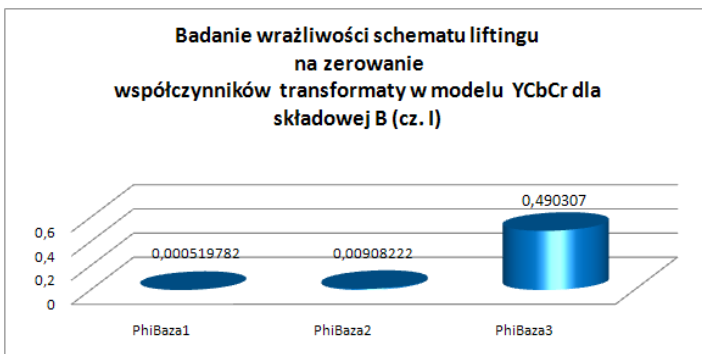 Badanie wrażliwości schematu liftingu
na zerowanie
współczynników transformaty w modelu YCbCr dla
składowej B (cz. I)
0,490307
0,6
0,000519782
0,00908222
0,4
0,2
0
PhiBaza1
PhiBaza2
PhiBaza3